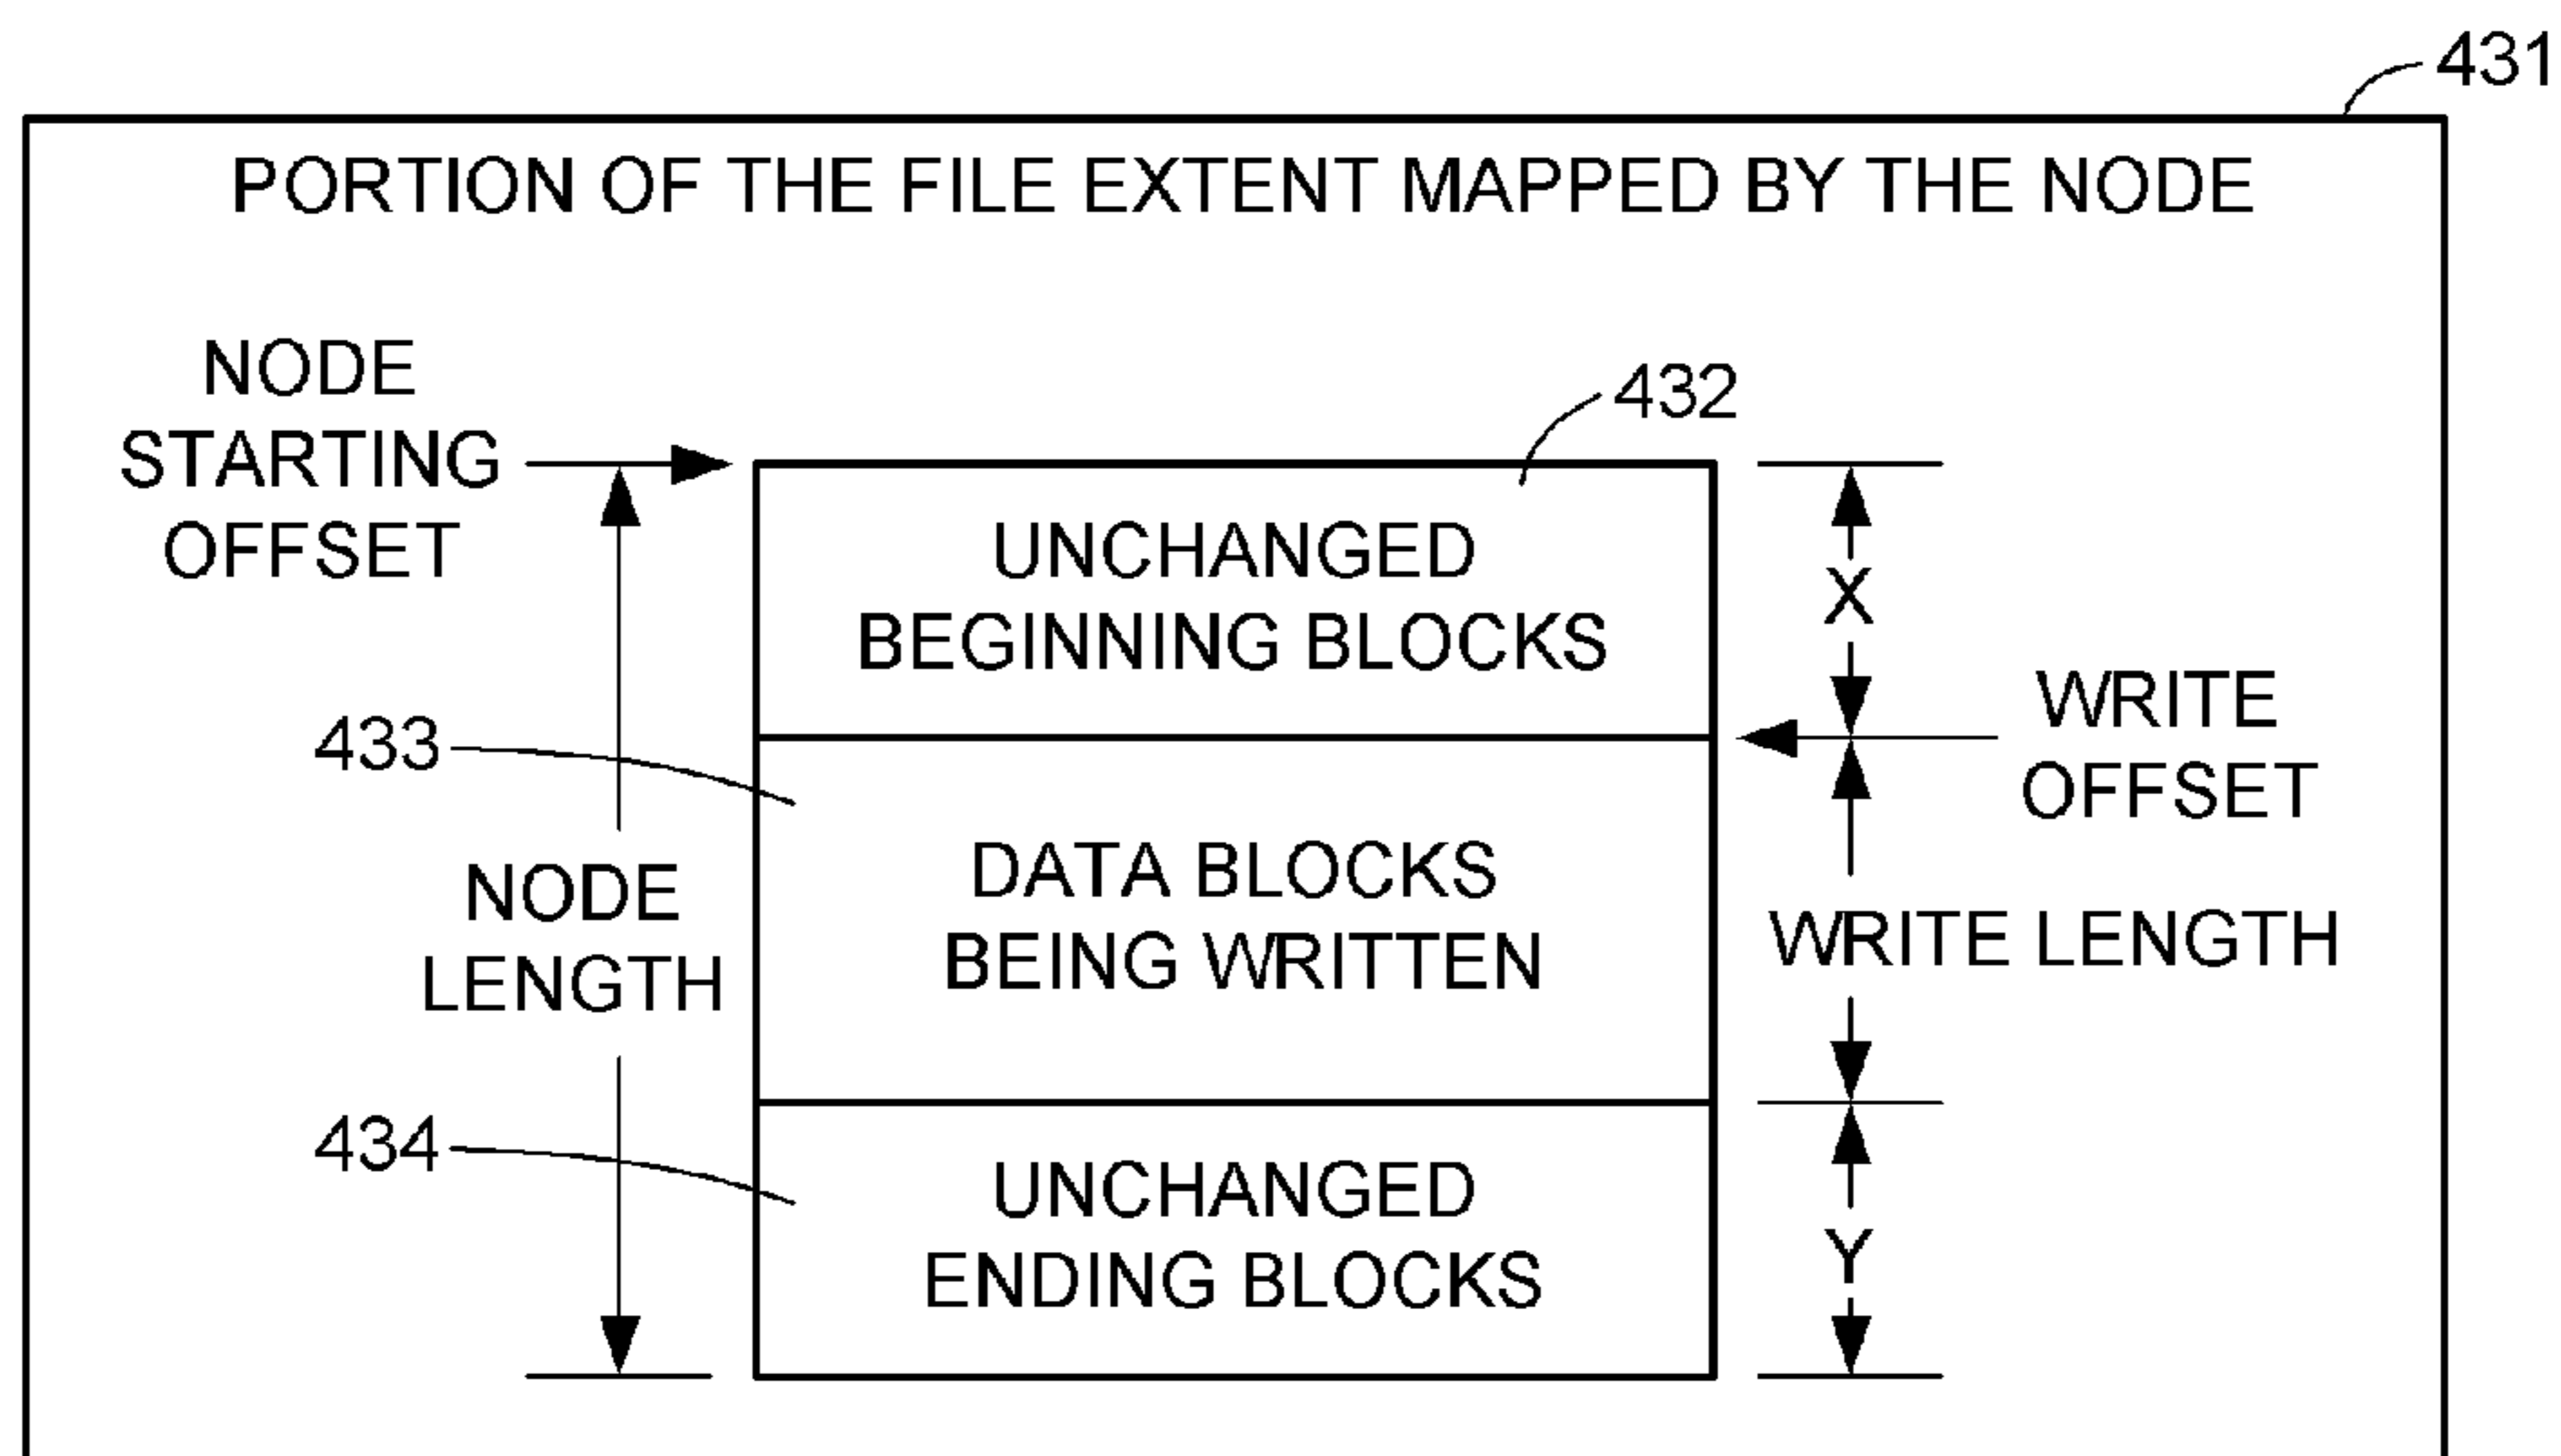 431
PORTION OF THE FILE EXTENT MAPPED BY THE NODE
NODE
STARTING
OFFSET
432
UNCHANGED
BEGINNING BLOCKS
X
WRITE
OFFSET
433
DATA BLOCKS
BEING WRITTEN
NODE
LENGTH
WRITE LENGTH
434
UNCHANGED
ENDING BLOCKS
Y